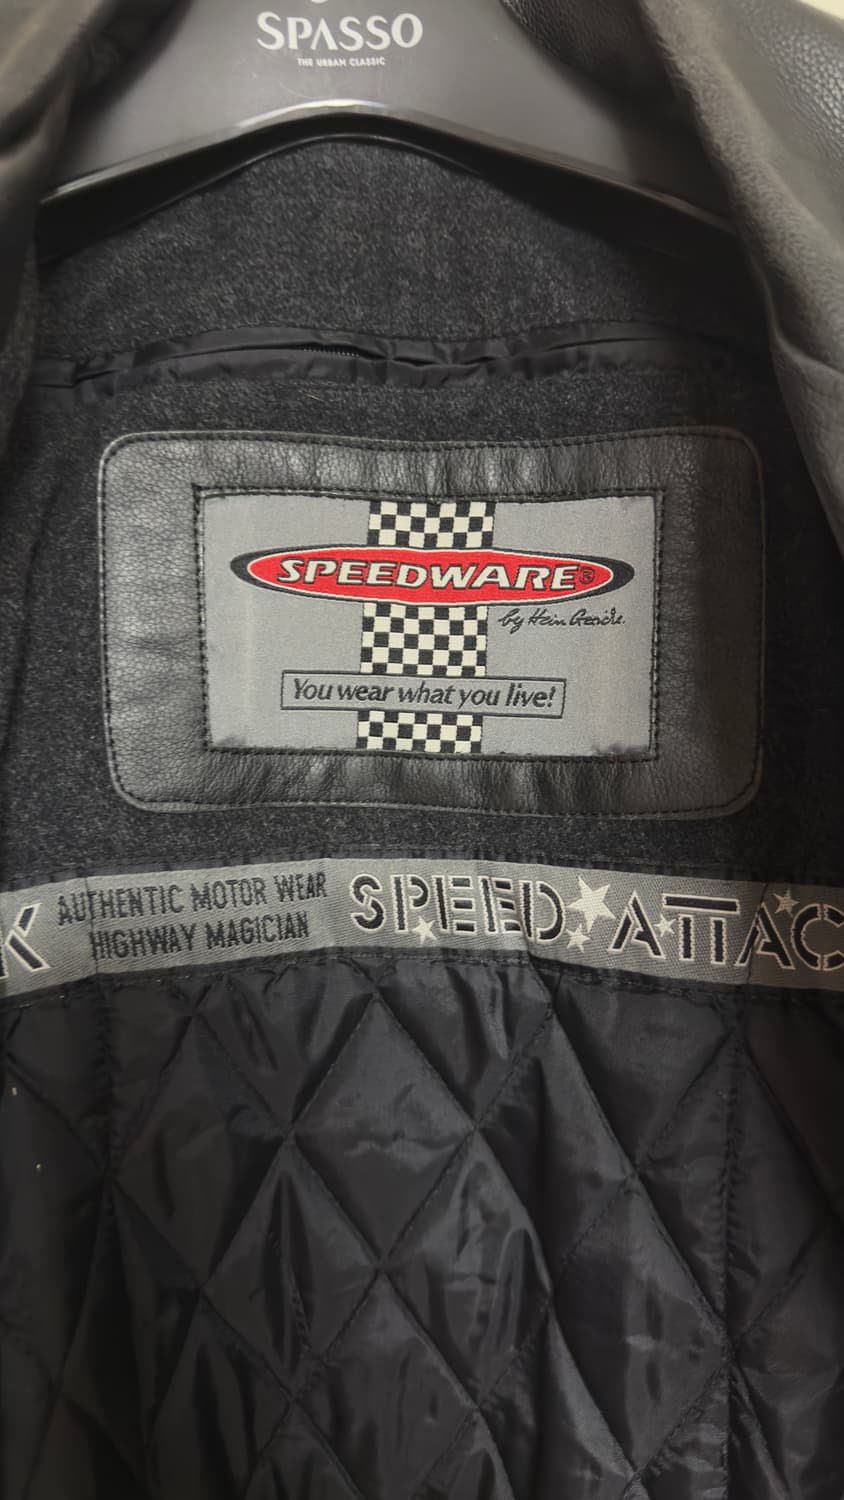 SPASSO
THE URBAN CLASSIC
SPEEDWARE®
by Hein Gericke.
You wear what you live!
K AUTHENTIC MOTOR WEAR SPEED ATTAC
HIGHWAY MAGICIAN